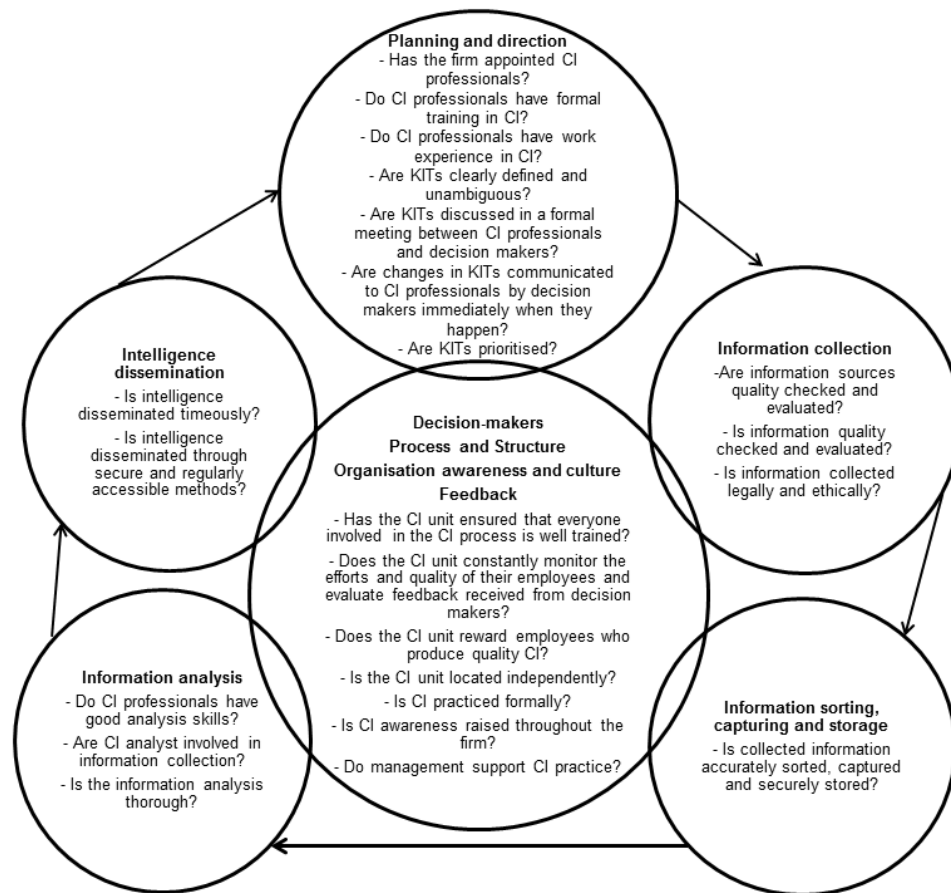 Planning and direction
- Has the firm appointed CI
professionals?
- Do CI professionals have formal
training in CI?
- Do CI professionals have work
experience in CI?
- Are KITs clearly defined and
unambiguous?
- Are KITs discussed in a formal
meeting between CI professionals
and decision makers?
- Are changes in KITs communicated
to CI professionals by decision
makers immediately when they
happen?
- Are KITs prioritised?
Information collection
-Are information sources
quality checked and
evaluated?
- Is information quality
checked and evaluated?
- Is information collected
legally and ethically?
Information sorting,
capturing and storage
- Is collected information
accurately sorted, captured
and securely stored?
Information analysis
- Do CI professionals have
good analysis skills?
- Are CI analyst involved in
information collection?
- Is the information analysis
thorough?
Intelligence
dissemination
- Is intelligence
disseminated timeously?
- Is intelligence
disseminated through
secure and regularly
accessible methods?
Decision-makers
Process and Structure
Organisation awareness and culture
Feedback
- Has the CI unit ensured that everyone
involved in the CI process is well trained?
- Does the CI unit constantly monitor the
efforts and quality of their employees and
evaluate feedback received from decision
makers?
- Does the CI unit reward employees who
produce quality CI?
- Is the CI unit located independently?
- Is CI practiced formally?
- Is CI awareness raised throughout the
firm?
- Do management support CI practice?